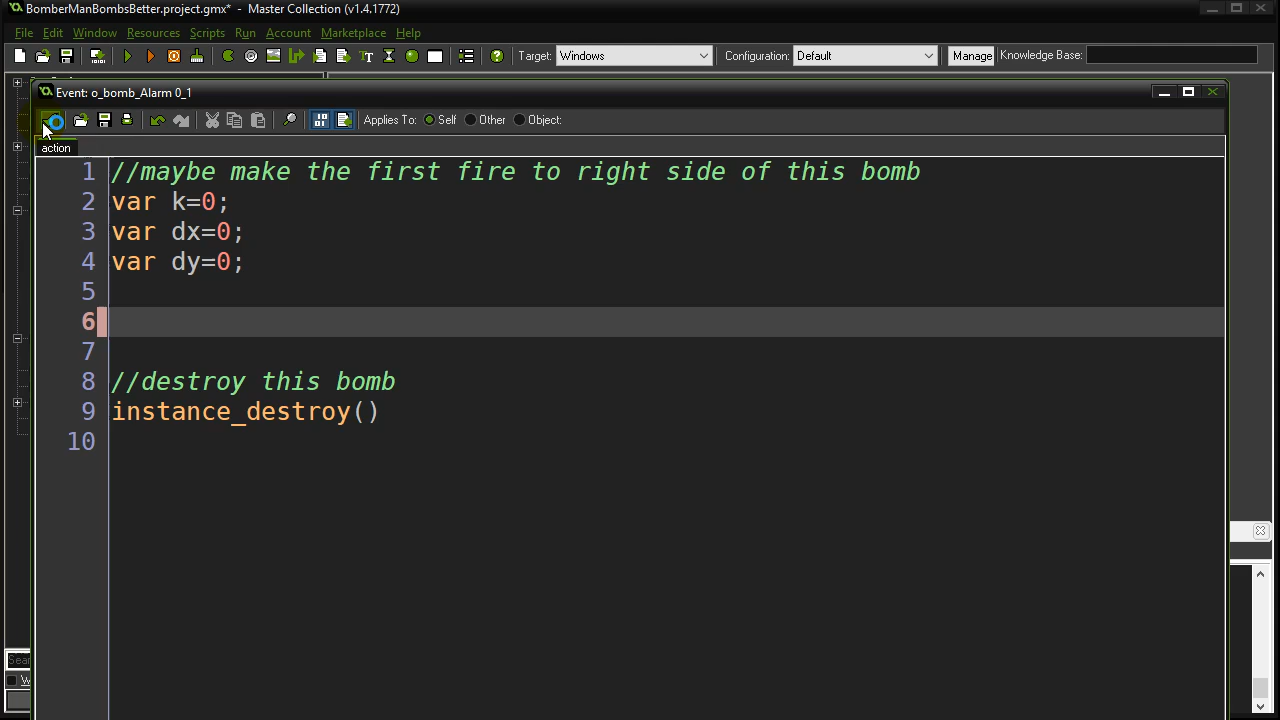 BomberManBombsBetter.project.gmx* - Master Collection (v1.4.1772)
File Edit Window Resources Scripts Run Account Marketplace Help
Target: Windows Configuration: Default Manage Knowledge Base:
Event: o_bomb_Alarm 0_1
Applies To: Self Other Object:
action
1 //maybe make the first fire to right side of this bomb
2 var k=0;
3 var dx=0;
4 var dy=0;
5
6
7
8 //destroy this bomb
9 instance_destroy()
10